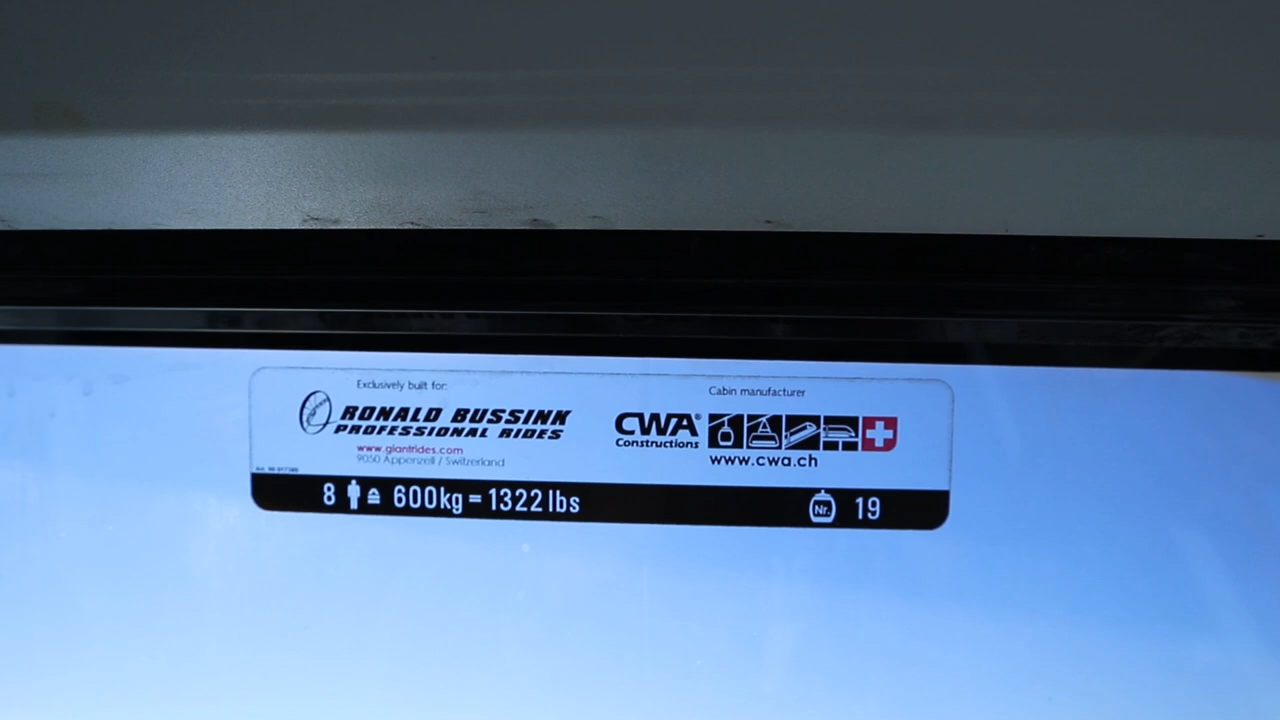 Exclusively built for:
RONALD BUSSINK
PROFESSIONAL RIDES
www.giantrides.com
9050 Appenzell / Switzerland
Cabin manufacturer
CWA®
Constructions
www.cwa.ch
8 ≙ 600kg = 1322 lbs
Nr. 19